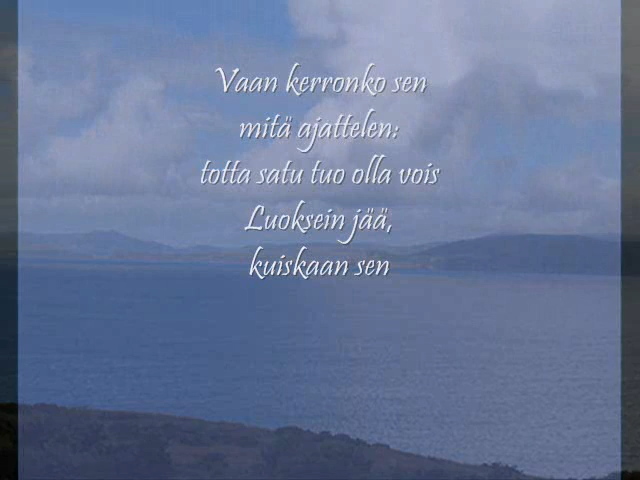 Vaan kerronko sen
mitä ajattelen:
totta satu tuo olla vois
Luoksein jää,
kuiskaan sen